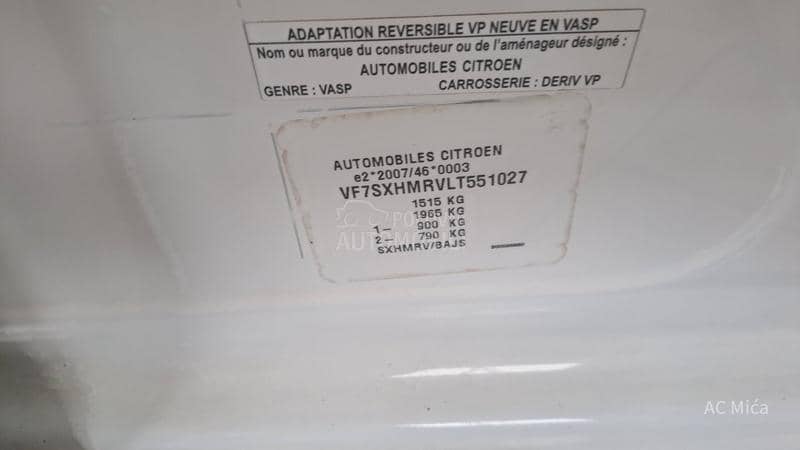 ADAPTATION REVERSIBLE VP NEUVE EN VASP
Nom ou marque du constructeur ou de l'aménageur désigné :
AUTOMOBILES CITROEN
GENRE : VASP CARROSSERIE : DERIV VP
AUTOMOBILES CITROEN
e2*2007/46*0003
VF7SXHMRVLT551027
1515 KG
1965 KG
1- 900 KG
2- 790 KG
SXHMRV/BAJS
POLOVNI
AUTOMOBILI
AC Mića